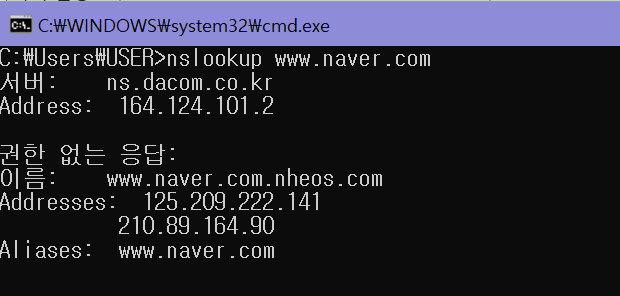 C:\WINDOWS\system32\cmd.exe
C:\Users\USER>nslookup www.naver.com
서버:    ns.dacom.co.kr
Address:  164.124.101.2
권한 없는 응답:
이름:    www.naver.com.nheos.com
Addresses:  125.209.222.141
210.89.164.90
Aliases:  www.naver.com